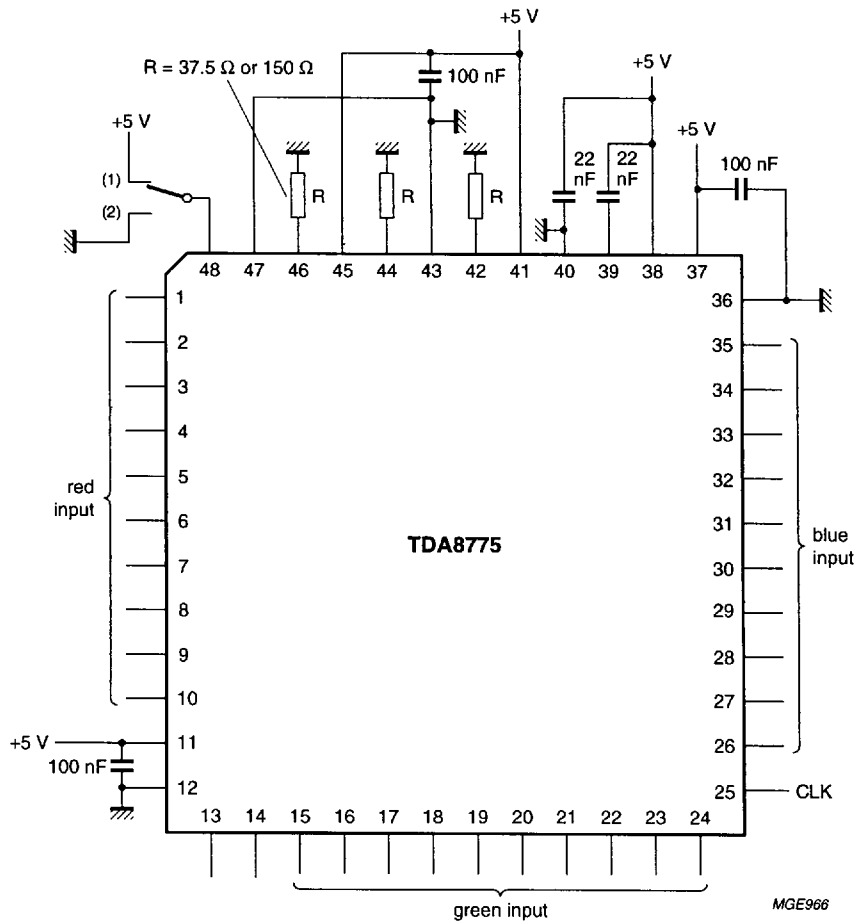 +5 V
R = 37.5 Ω or 150 Ω
100 nF
+5 V
+5 V
+5 V
(1)
(2)
R
R
R
22 nF
22 nF
100 nF
48 47 46 45 44 43 42 41 40 39 38 37
1
2
3
4
5
6
7
8
9
10
11
12
red
input
+5 V
100 nF
TDA8775
36
35
34
33
32
31
30
29
28
27
26
25
blue
input
CLK
13 14 15 16 17 18 19 20 21 22 23 24
green input
MGE966